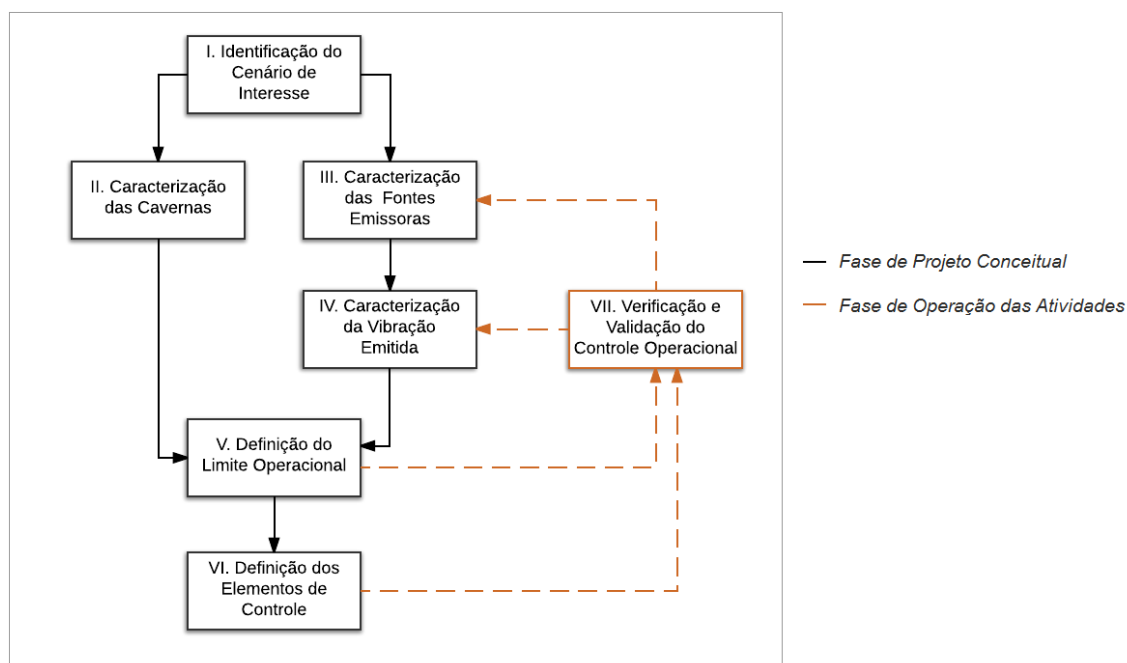 I. Identificação do
Cenário de
Interesse
II. Caracterização
das Cavernas
III. Caracterização
das Fontes
Emissoras
IV. Caracterização
da Vibração
Emitida
VII. Verificação e
Validação do
Controle Operacional
V. Definição do
Limite Operacional
VI. Definição dos
Elementos de
Controle
Fase de Projeto Conceitual
Fase de Operação das Atividades